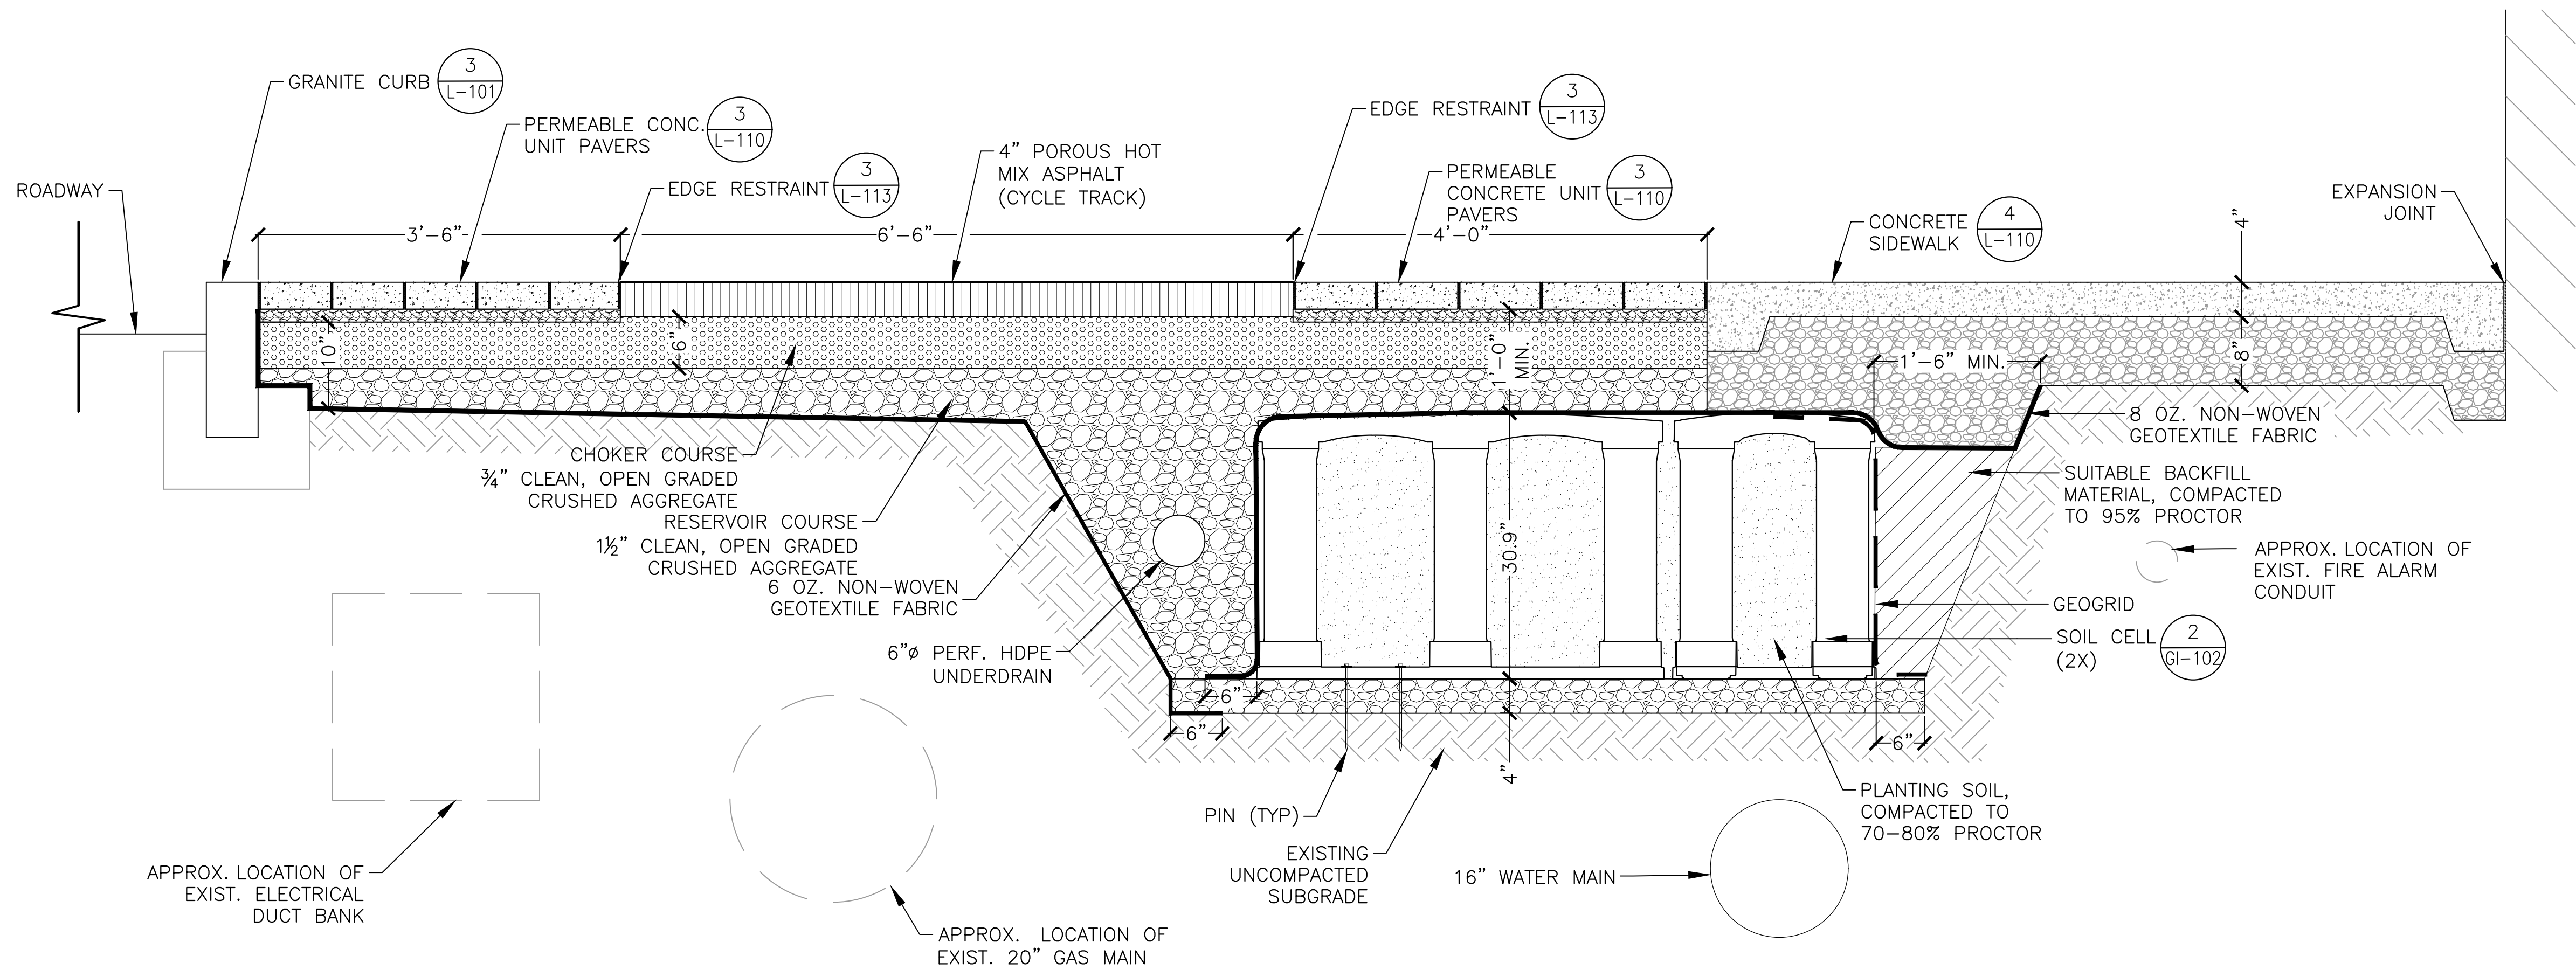 GRANITE CURB
3
L-101
PERMEABLE CONC.
UNIT PAVERS
3
L-110
EDGE RESTRAINT
3
L-113
4" POROUS HOT
MIX ASPHALT
(CYCLE TRACK)
EDGE RESTRAINT
3
L-113
PERMEABLE
CONCRETE UNIT
PAVERS
3
L-110
CONCRETE
SIDEWALK
4
L-110
EXPANSION
JOINT
ROADWAY
3'-6"
6'-6"
4'-0"
4"
10"
6"
1'-0"
MIN.
8"
1'-6" MIN.
CHOKER COURSE
¾" CLEAN, OPEN GRADED
CRUSHED AGGREGATE
RESERVOIR COURSE
1½" CLEAN, OPEN GRADED
CRUSHED AGGREGATE
6 OZ. NON-WOVEN
GEOTEXTILE FABRIC
6"ø PERF. HDPE
UNDERDRAIN
30.9"
8 OZ. NON-WOVEN
GEOTEXTILE FABRIC
SUITABLE BACKFILL
MATERIAL, COMPACTED
TO 95% PROCTOR
APPROX. LOCATION OF
EXIST. FIRE ALARM
CONDUIT
GEOGRID
SOIL CELL
(2X)
2
GI-102
6"
6"
6"
4"
PIN (TYP)
EXISTING
UNCOMPACTED
SUBGRADE
PLANTING SOIL,
COMPACTED TO
70-80% PROCTOR
16" WATER MAIN
APPROX. LOCATION OF
EXIST. ELECTRICAL
DUCT BANK
APPROX. LOCATION OF
EXIST. 20" GAS MAIN